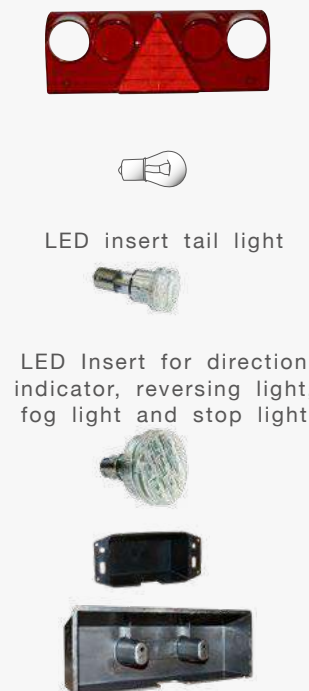 LED insert tail light
LED Insert for direction
indicator, reversing light
fog light and stop light